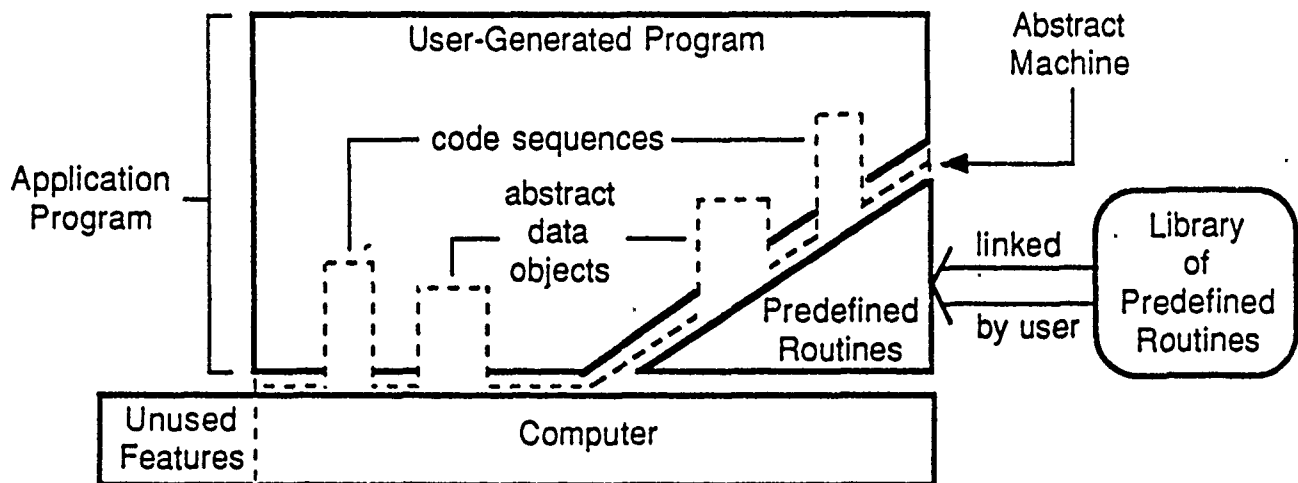 User-Generated Program
Abstract
Machine
code sequences
Application
Program
abstract
data
objects
linked
by user
Library
of
Predefined
Routines
Predefined
Routines
Unused
Features
Computer